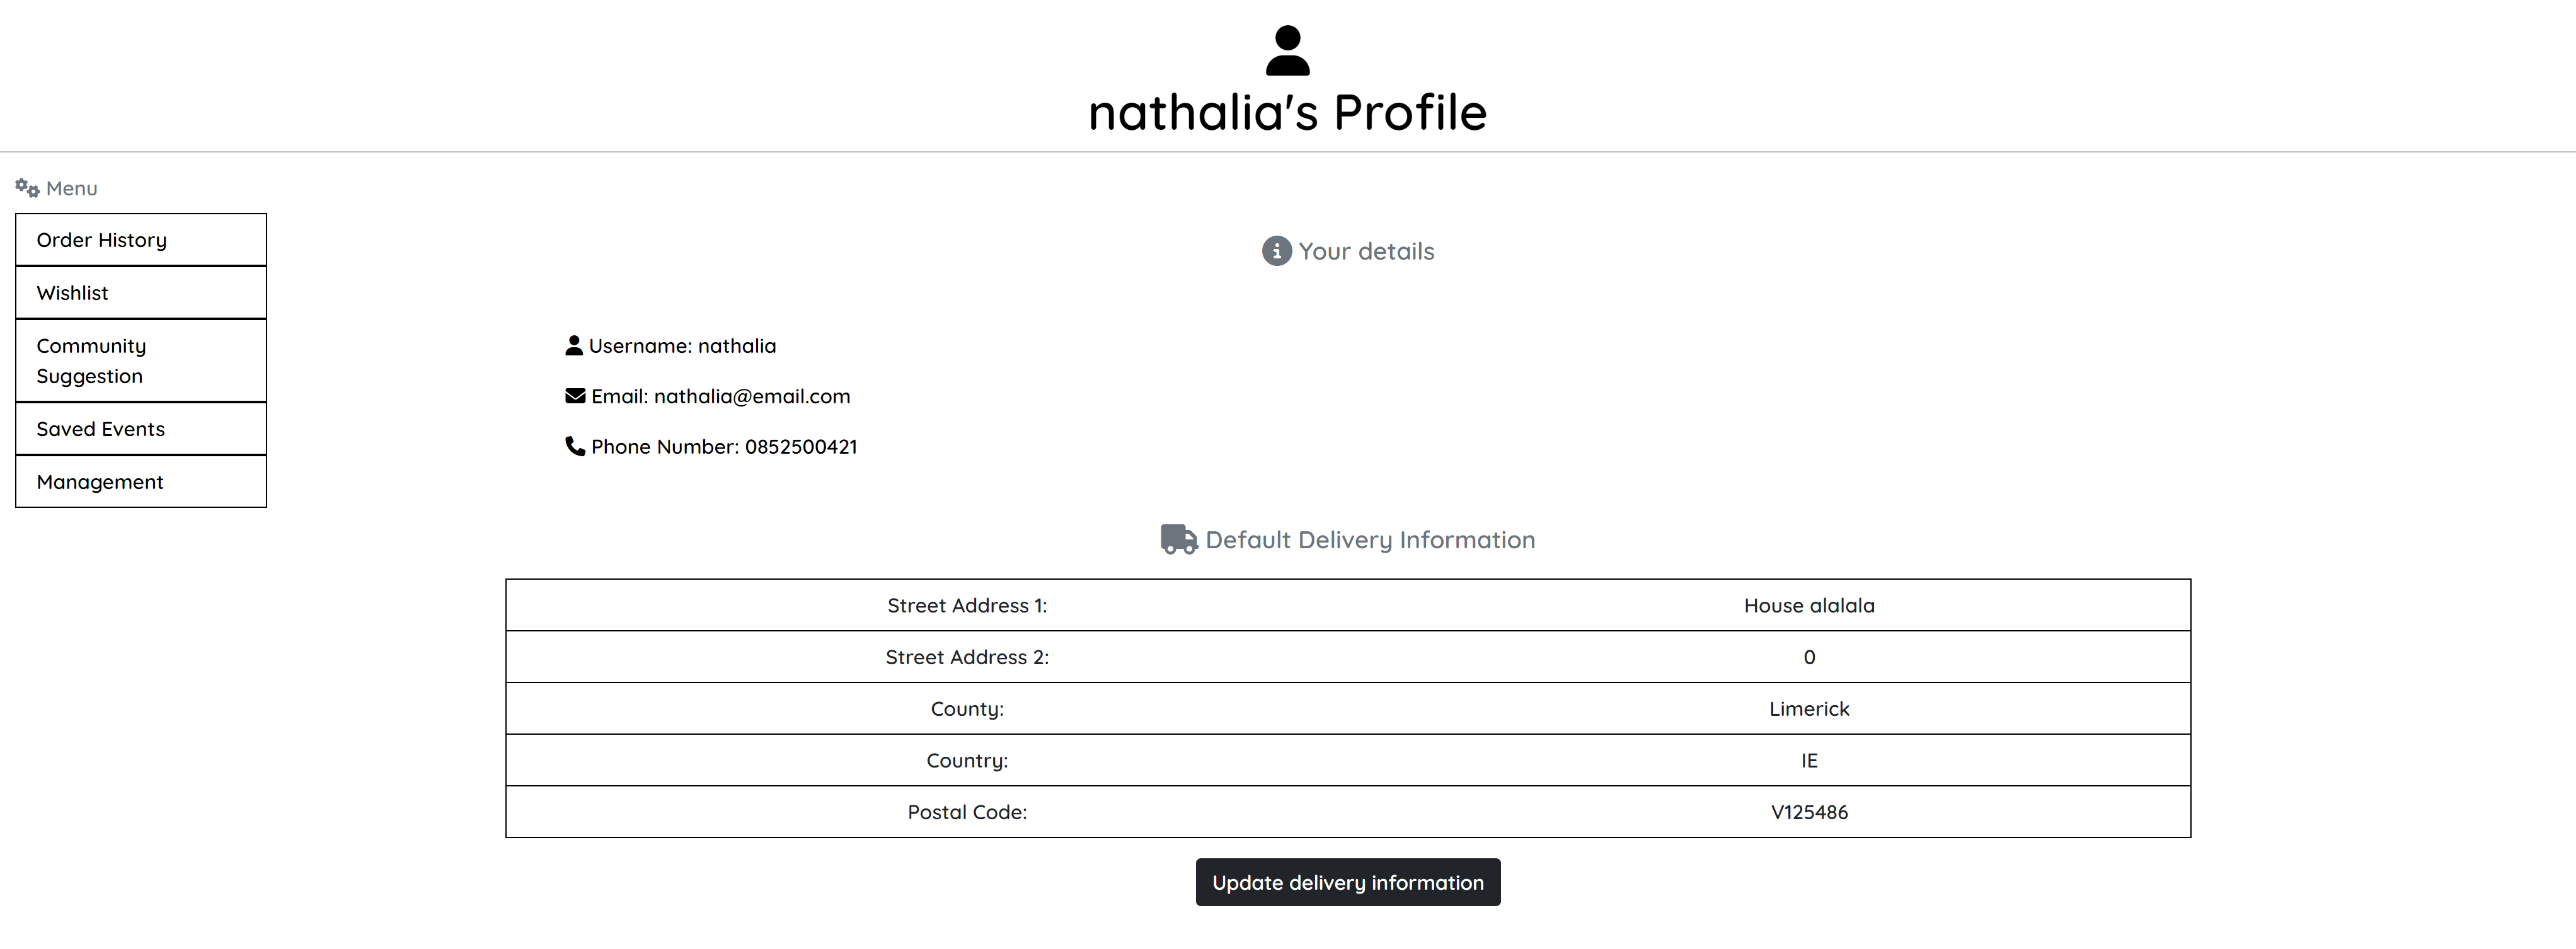 nathalia's Profile
Menu
Order History
Wishlist
Community
Suggestion
Saved Events
Management
Your details
Username: nathalia
Email: nathalia@email.com
Phone Number: 0852500421
Default Delivery Information
Street Address 1: House alalala
Street Address 2: 0
County: Limerick
Country: IE
Postal Code: V125486
Update delivery information